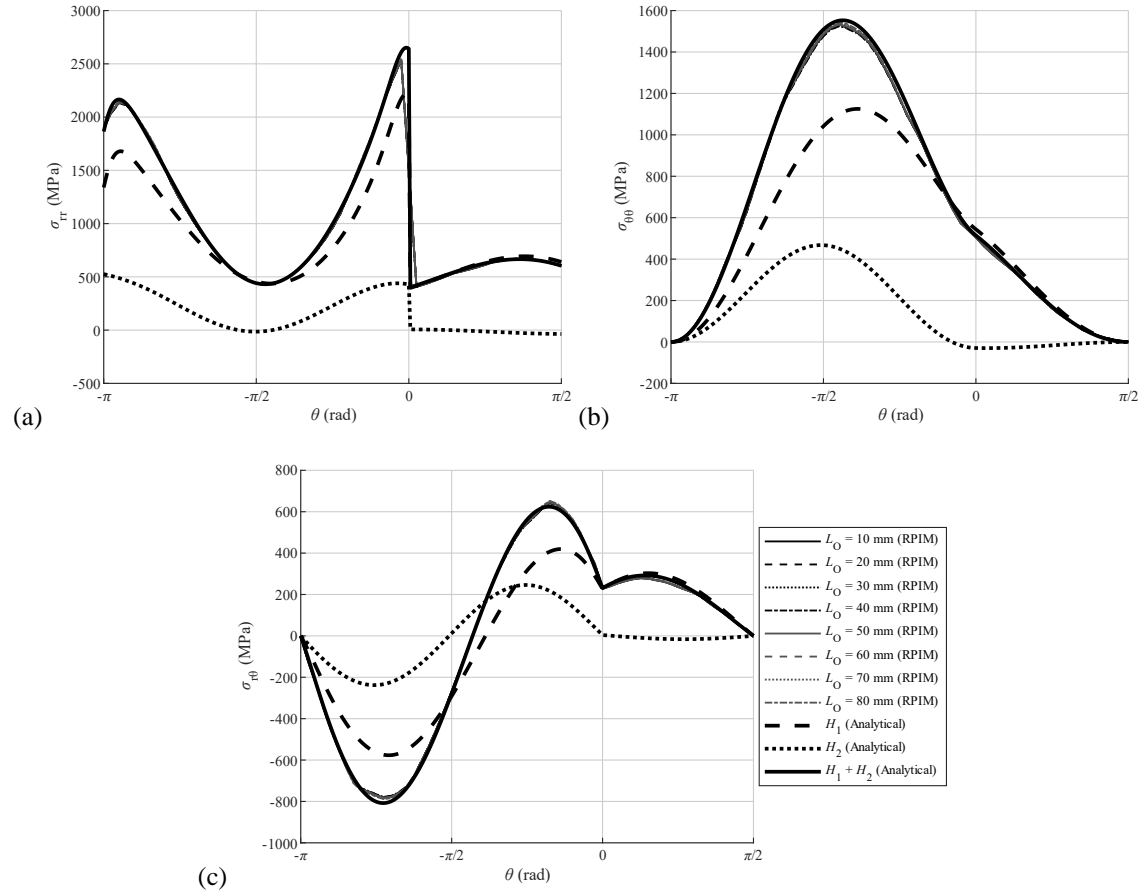 3000
2500
2000
1500
1000
500
0
-500
σrr (MPa)
-π
-π/2
0
π/2
θ (rad)
(a)
1600
1400
1200
1000
800
600
400
200
0
-200
σθθ (MPa)
-π
-π/2
0
π/2
θ (rad)
(b)
800
600
400
200
0
-200
-400
-600
-800
-1000
σrθ (MPa)
-π
-π/2
0
π/2
θ (rad)
(c)
LO = 10 mm (RPIM)
LO = 20 mm (RPIM)
LO = 30 mm (RPIM)
LO = 40 mm (RPIM)
LO = 50 mm (RPIM)
LO = 60 mm (RPIM)
LO = 70 mm (RPIM)
LO = 80 mm (RPIM)
H1 (Analytical)
H2 (Analytical)
H1 + H2 (Analytical)